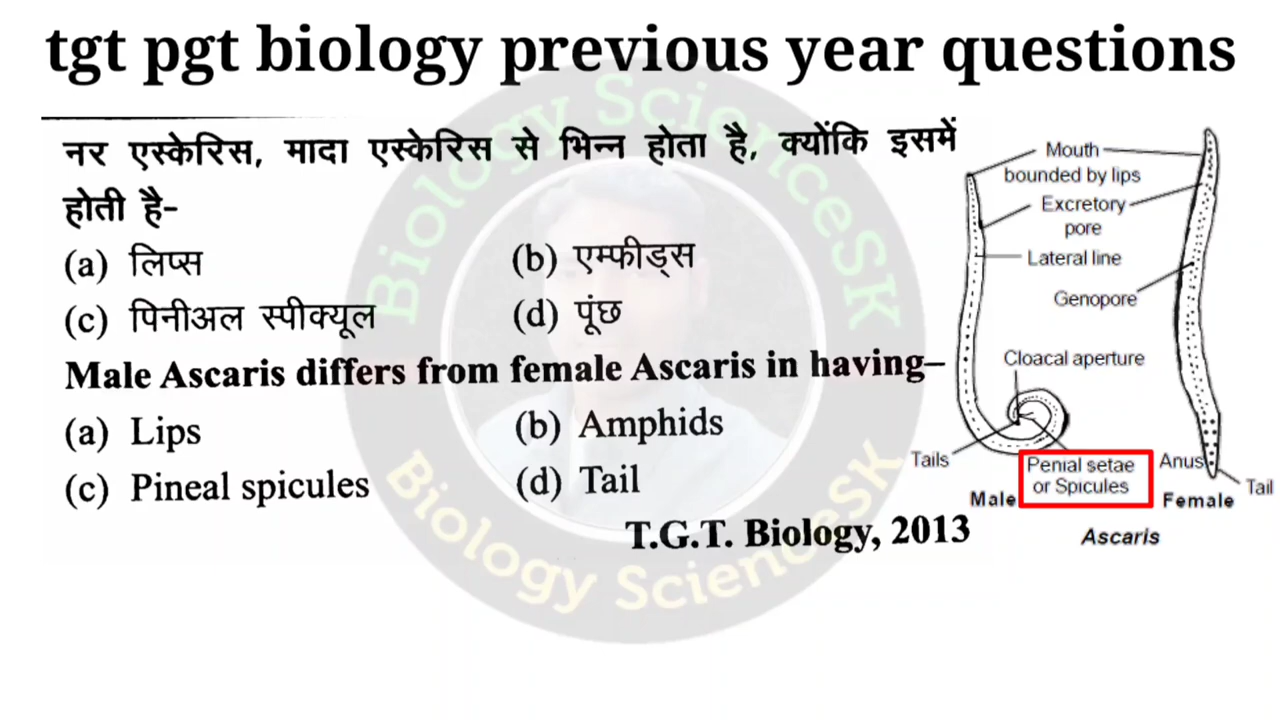 tgt pgt biology previous year questions
नर एस्केरिस, मादा एस्केरिस से भिन्न होता है, क्योंकि इसमें
होती है-
(a) लिप्स (b) एम्फीड्स
(c) पिनीअल स्पीक्यूल (d) पूंछ
Male Ascaris differs from female Ascaris in having–
(a) Lips (b) Amphids
(c) Pineal spicules (d) Tail
T.G.T. Biology, 2013
Mouth
bounded by lips
Excretory
pore
Lateral line
Genopore
Cloacal aperture
Tails
Penial setae
or Spicules
Anus
Tail
Male
Female
Ascaris
Biology ScienceSK
Biology ScienceSK